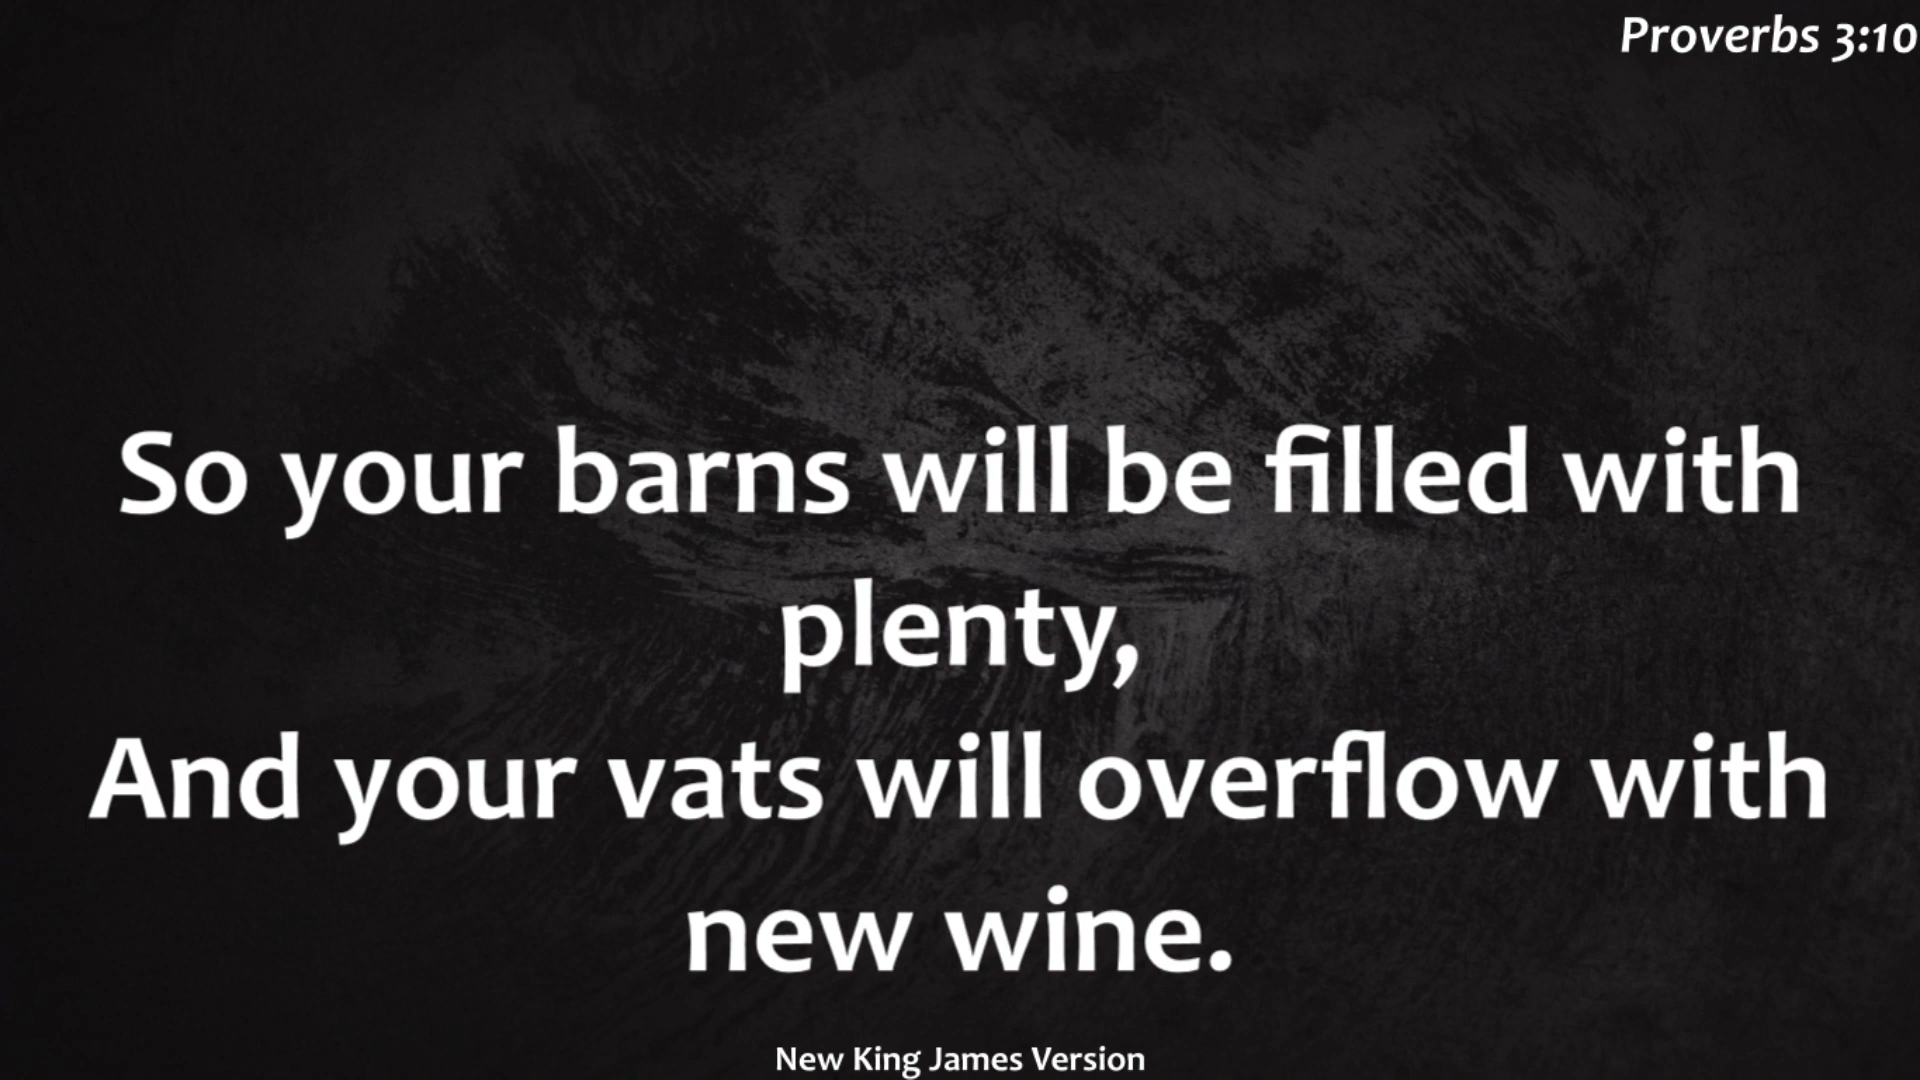 Proverbs 3:10
So your barns will be filled with
plenty,
And your vats will overflow with
new wine.
New King James Version